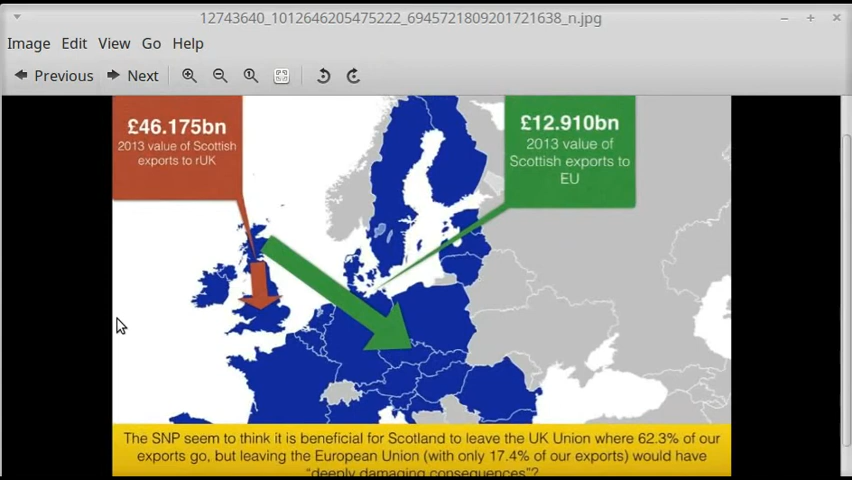 12743640_1012646205475222_6945721809201721638_n.jpg
Image Edit View Go Help
Previous Next
£46.175bn
2013 value of Scottish
exports to rUK
£12.910bn
2013 value of
Scottish exports to
EU
The SNP seem to think it is beneficial for Scotland to leave the UK Union where 62.3% of our
exports go, but leaving the European Union (with only 17.4% of our exports) would have
"deeply damaging consequences"?